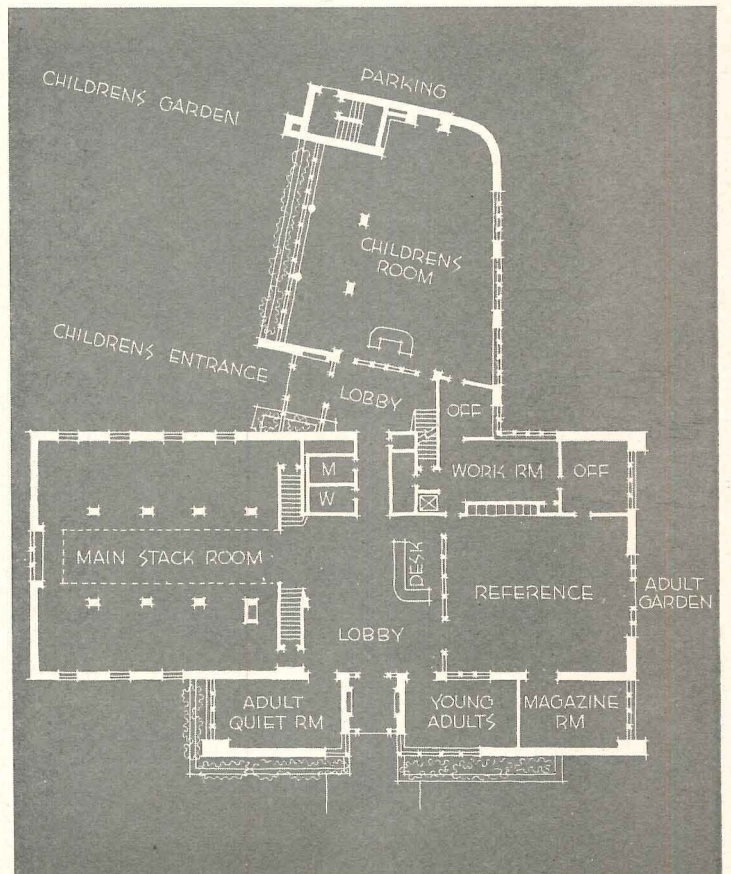 PARKING
CHILDRENS GARDEN
CHILDRENS
ROOM
CHILDRENS ENTRANCE
LOBBY
OFF
M
WORK RM
OFF
W
MAIN STACK ROOM
DESK
REFERENCE
ADULT
GARDEN
LOBBY
ADULT
QUIET RM
YOUNG
ADULTS
MAGAZINE
RM